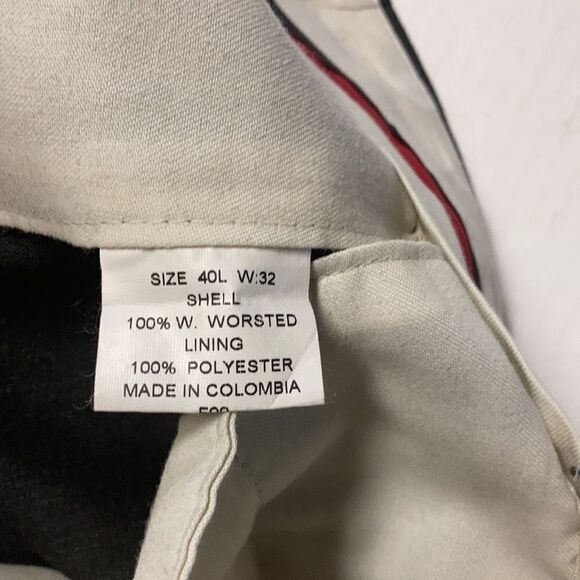 SIZE 40L W:32
SHELL
100% W. WORSTED
LINING
100% POLYESTER
MADE IN COLOMBIA